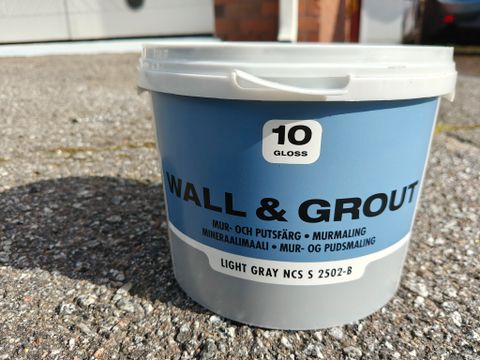 10
GLOSS
WALL & GROUT
MUR- OCH PUTSFÄRG • MURMALING
MINERAALIMAALI • MUR- OG PUDSMALING
LIGHT GRAY NCS S 2502-B